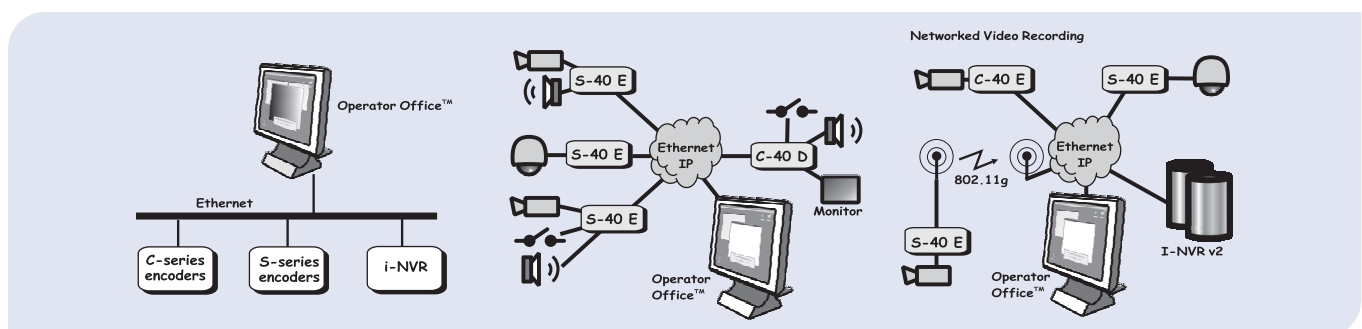 Operator Office™
Ethernet
C-series
encoders
S-series
encoders
i-NVR
S-40 E
S-40 E
S-40 E
Ethernet
IP
C-40 D
Monitor
Operator
Office™
Networked Video Recording
C-40 E
S-40 E
Ethernet
IP
802.11g
S-40 E
I-NVR v2
Operator
Office™